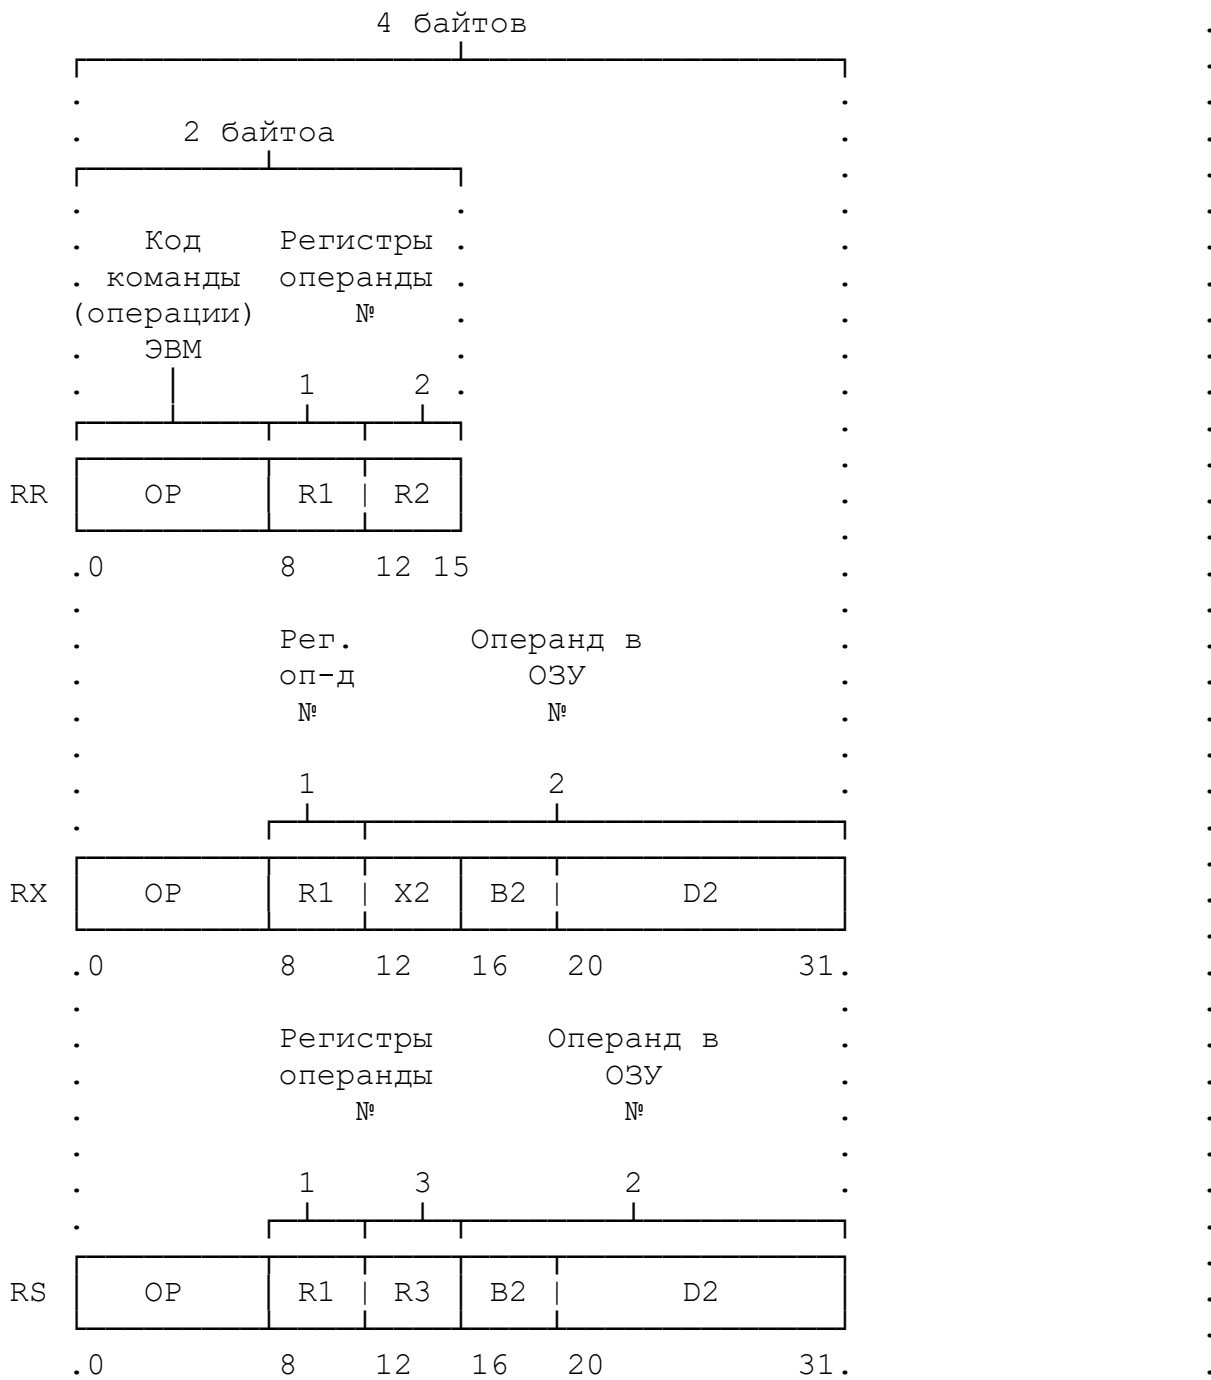 4 байтов
2 байтоа
Код Регистры
команды операнды
(операции) №
ЭВМ
1 2
RR OP R1 R2
0 8 12 15
Рег. Операнд в
оп-д ОЗУ
№ №
1 2
RX OP R1 X2 B2 D2
0 8 12 16 20 31
Регистры Операнд в
операнды ОЗУ
№ №
1 3 2
RS OP R1 R3 B2 D2
0 8 12 16 20 31